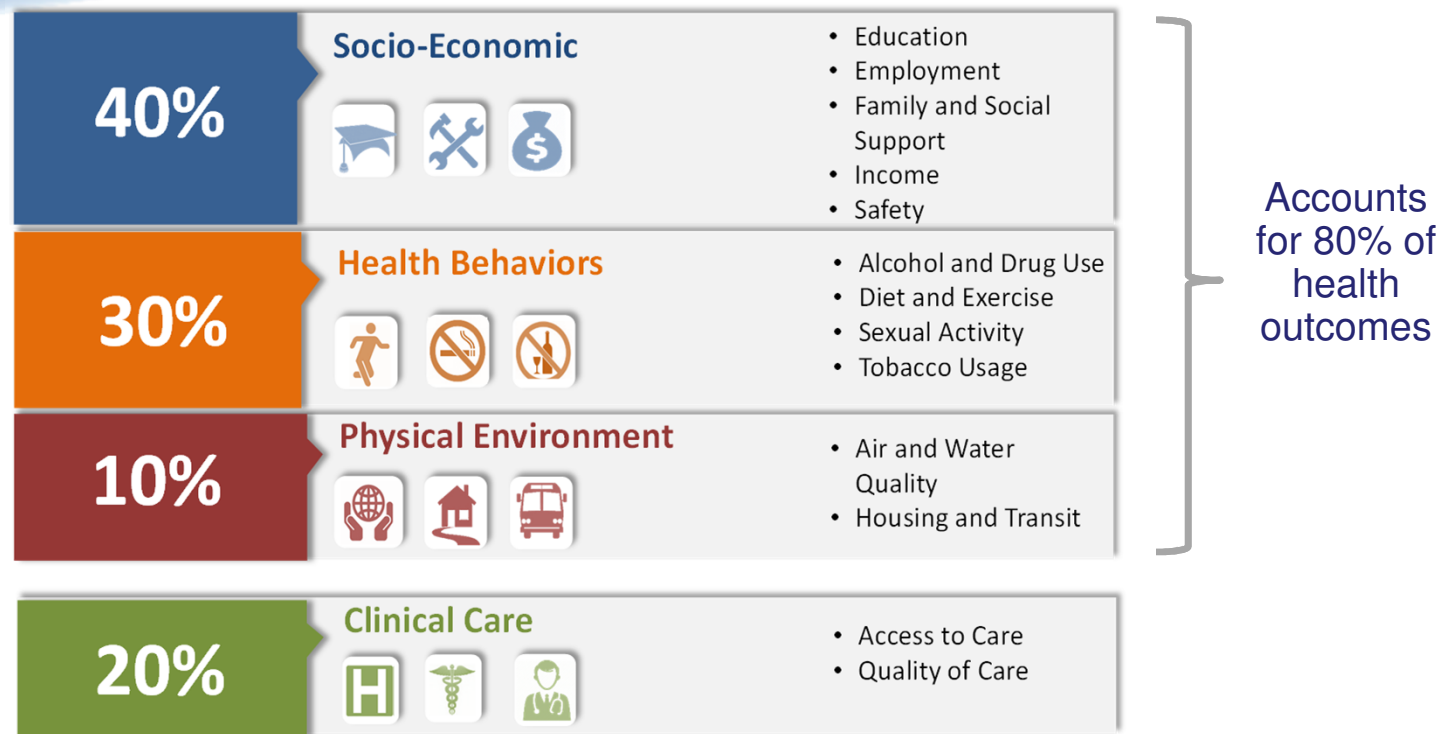 40%
Socio-Economic
$
• Education
• Employment
• Family and Social
Support
• Income
• Safety
30%
Health Behaviors
• Alcohol and Drug Use
• Diet and Exercise
• Sexual Activity
• Tobacco Usage
10%
Physical Environment
• Air and Water
Quality
• Housing and Transit
Accounts
for 80% of
health
outcomes
20%
Clinical Care
H
• Access to Care
• Quality of Care